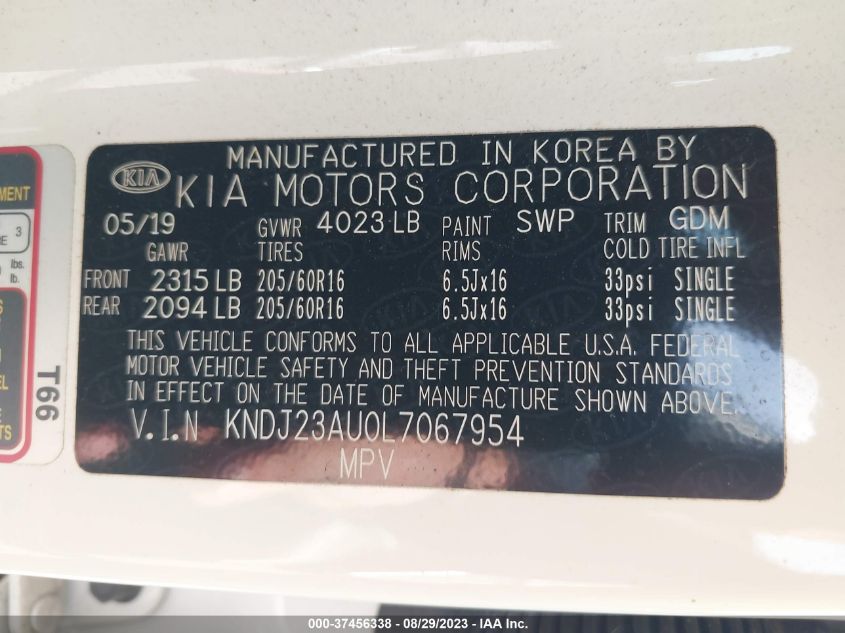 MANUFACTURED IN KOREA BY
KIA KIA MOTORS CORPORATION
05/19 GVWR 4023 LB PAINT SWP TRIM GDM
GAWR TIRES RIMS COLD TIRE INFL
FRONT 2315 LB 205/60R16 6.5Jx16 33psi SINGLE
REAR 2094 LB 205/60R16 6.5Jx16 33psi SINGLE
THIS VEHICLE CONFORMS TO ALL APPLICABLE U.S.A. FEDERAL
MOTOR VEHICLE SAFETY AND THEFT PREVENTION STANDARDS
IN EFFECT ON THE DATE OF MANUFACTURE SHOWN ABOVE.
V.I.N KNDJ23AU0L7067954
MPV
T66
3
lbs.
lb.
000-37456338 - 08/29/2023 - IAA Inc.